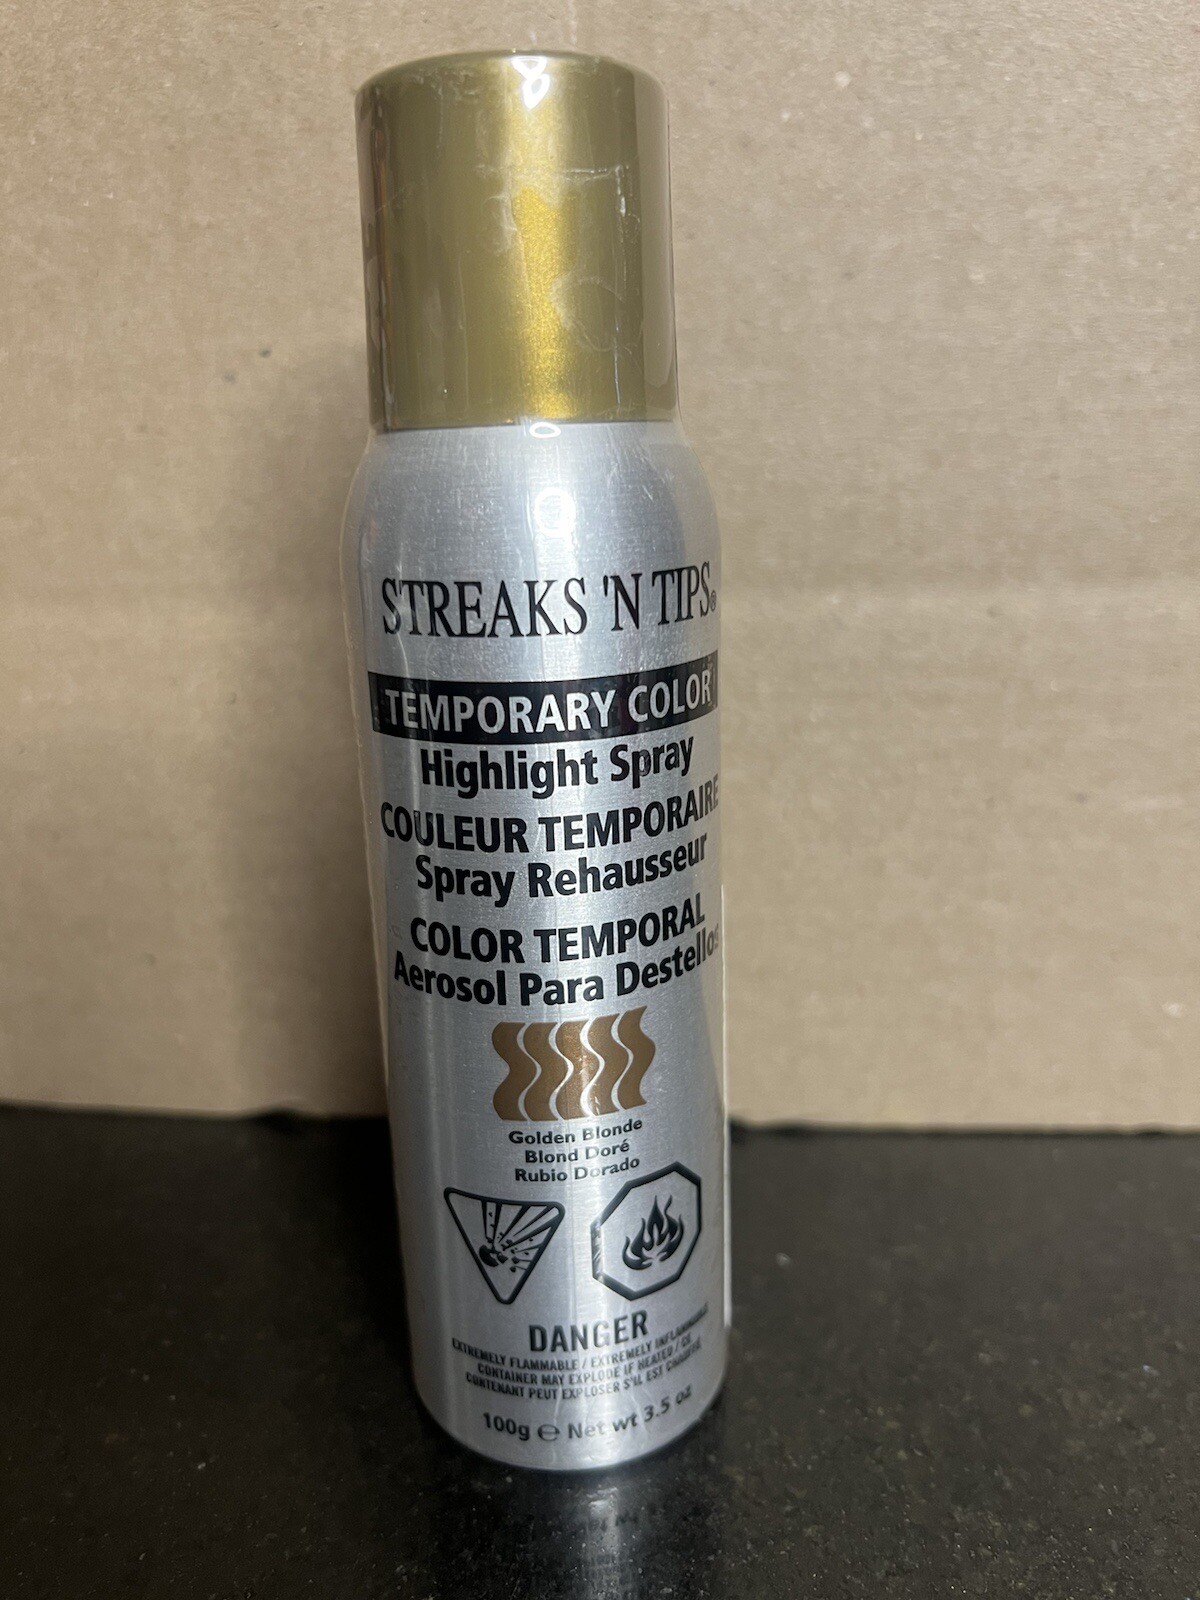 STREAKS 'N TIPS®
TEMPORARY COLOR
Highlight Spray
COULEUR TEMPORAIRE
Spray Rehausseur
COLOR TEMPORAL
Aerosol Para Destellos
Golden Blonde
Blond Doré
Rubio Dorado
DANGER
EXTREMELY FLAMMABLE / EXTREMELY INFLAMMABLE
CONTAINER MAY EXPLODE IF HEATED / CE
CONTENANT PEUT EXPLOSER S'IL EST CHAUFFÉ
100g ℮ Net wt 3.5 oz